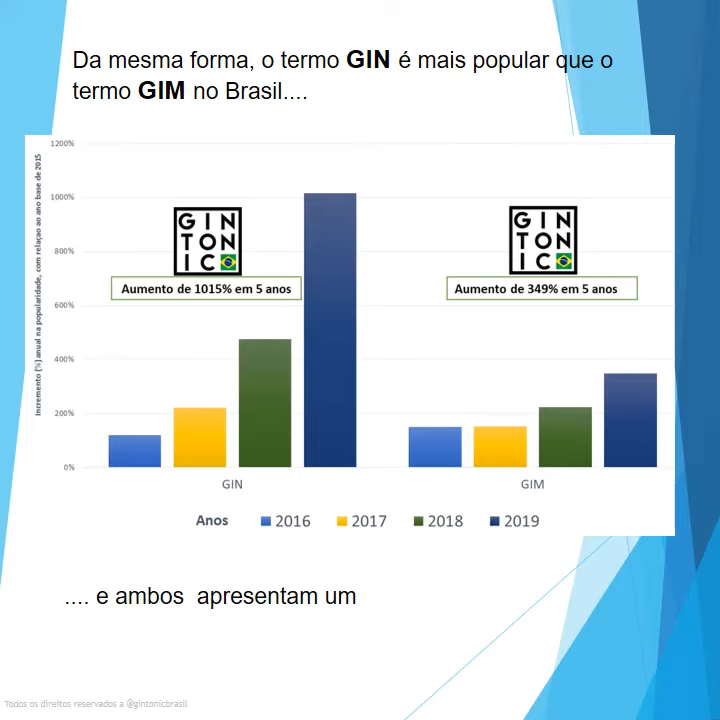 Da mesma forma, o termo GIN é mais popular que o
termo GIM no Brasil....
Incremento (%) anual na popularidade, com relaçao ao ano base de 2015
1200%
1000%
800%
600%
400%
200%
0%
GIN
TON
IC
Aumento de 1015% em 5 anos
GIN
TON
IC
Aumento de 349% em 5 anos
GIN
GIM
Anos 2016 2017 2018 2019
.... e ambos apresentam um
Todos os direitos reservados a @gintonicbrasil